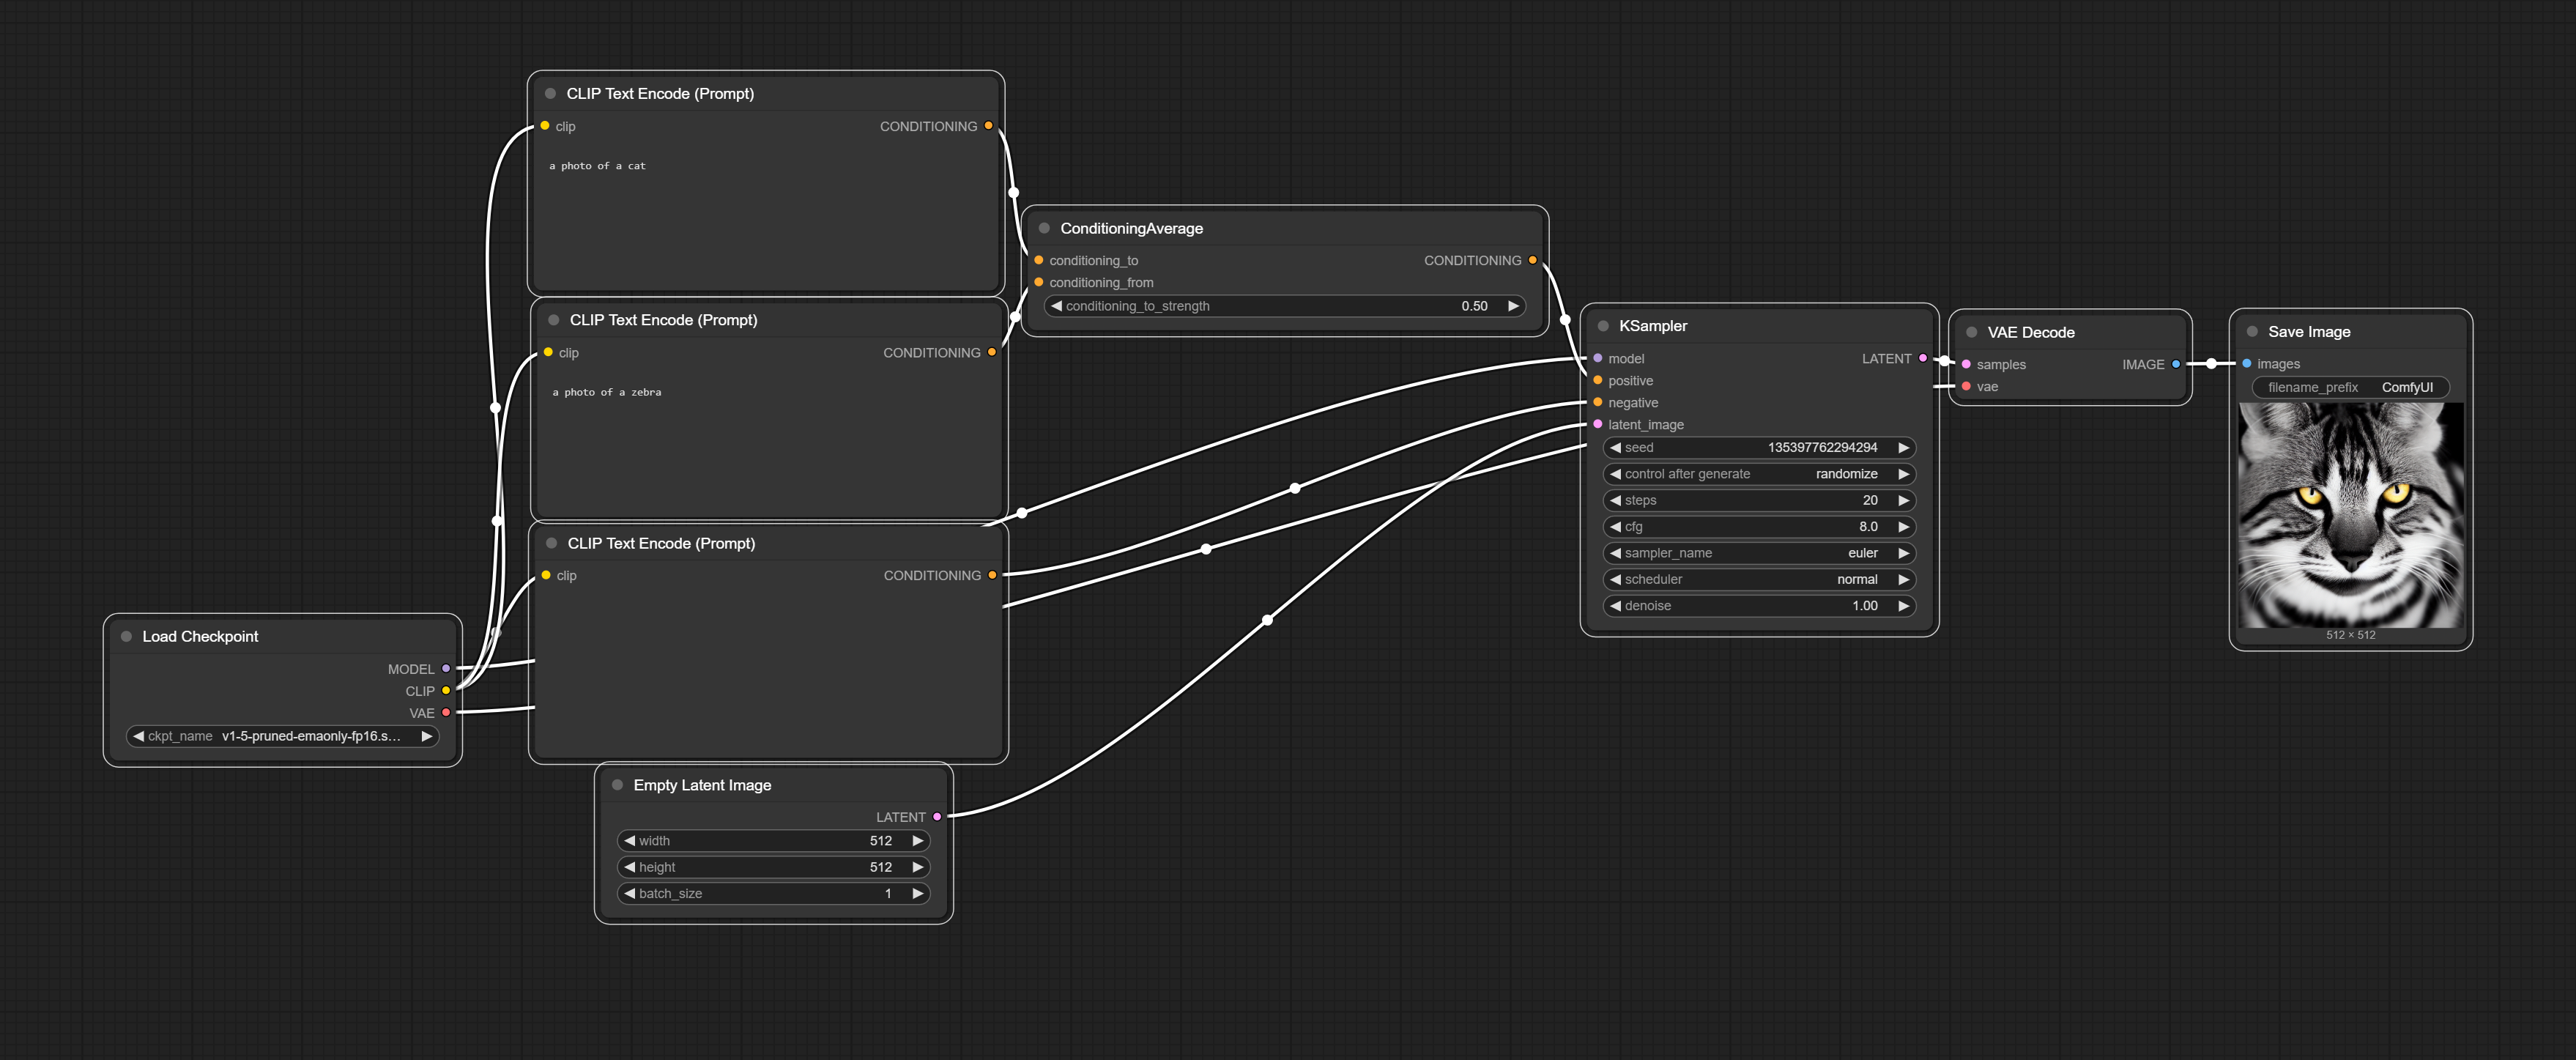 CLIP Text Encode (Prompt)
clip CONDITIONING
a photo of a cat
CLIP Text Encode (Prompt)
clip CONDITIONING
a photo of a zebra
CLIP Text Encode (Prompt)
clip CONDITIONING
Load Checkpoint
MODEL
CLIP
VAE
ckpt_name v1-5-pruned-emaonly-fp16.s...
Empty Latent Image
LATENT
width 512
height 512
batch_size 1
ConditioningAverage
conditioning_to CONDITIONING
conditioning_from
conditioning_to_strength 0.50
KSampler
model LATENT
positive
negative
latent_image
seed 135397762294294
control after generate randomize
steps 20
cfg 8.0
sampler_name euler
scheduler normal
denoise 1.00
VAE Decode
samples IMAGE
vae
Save Image
images
filename_prefix ComfyUI
512 × 512